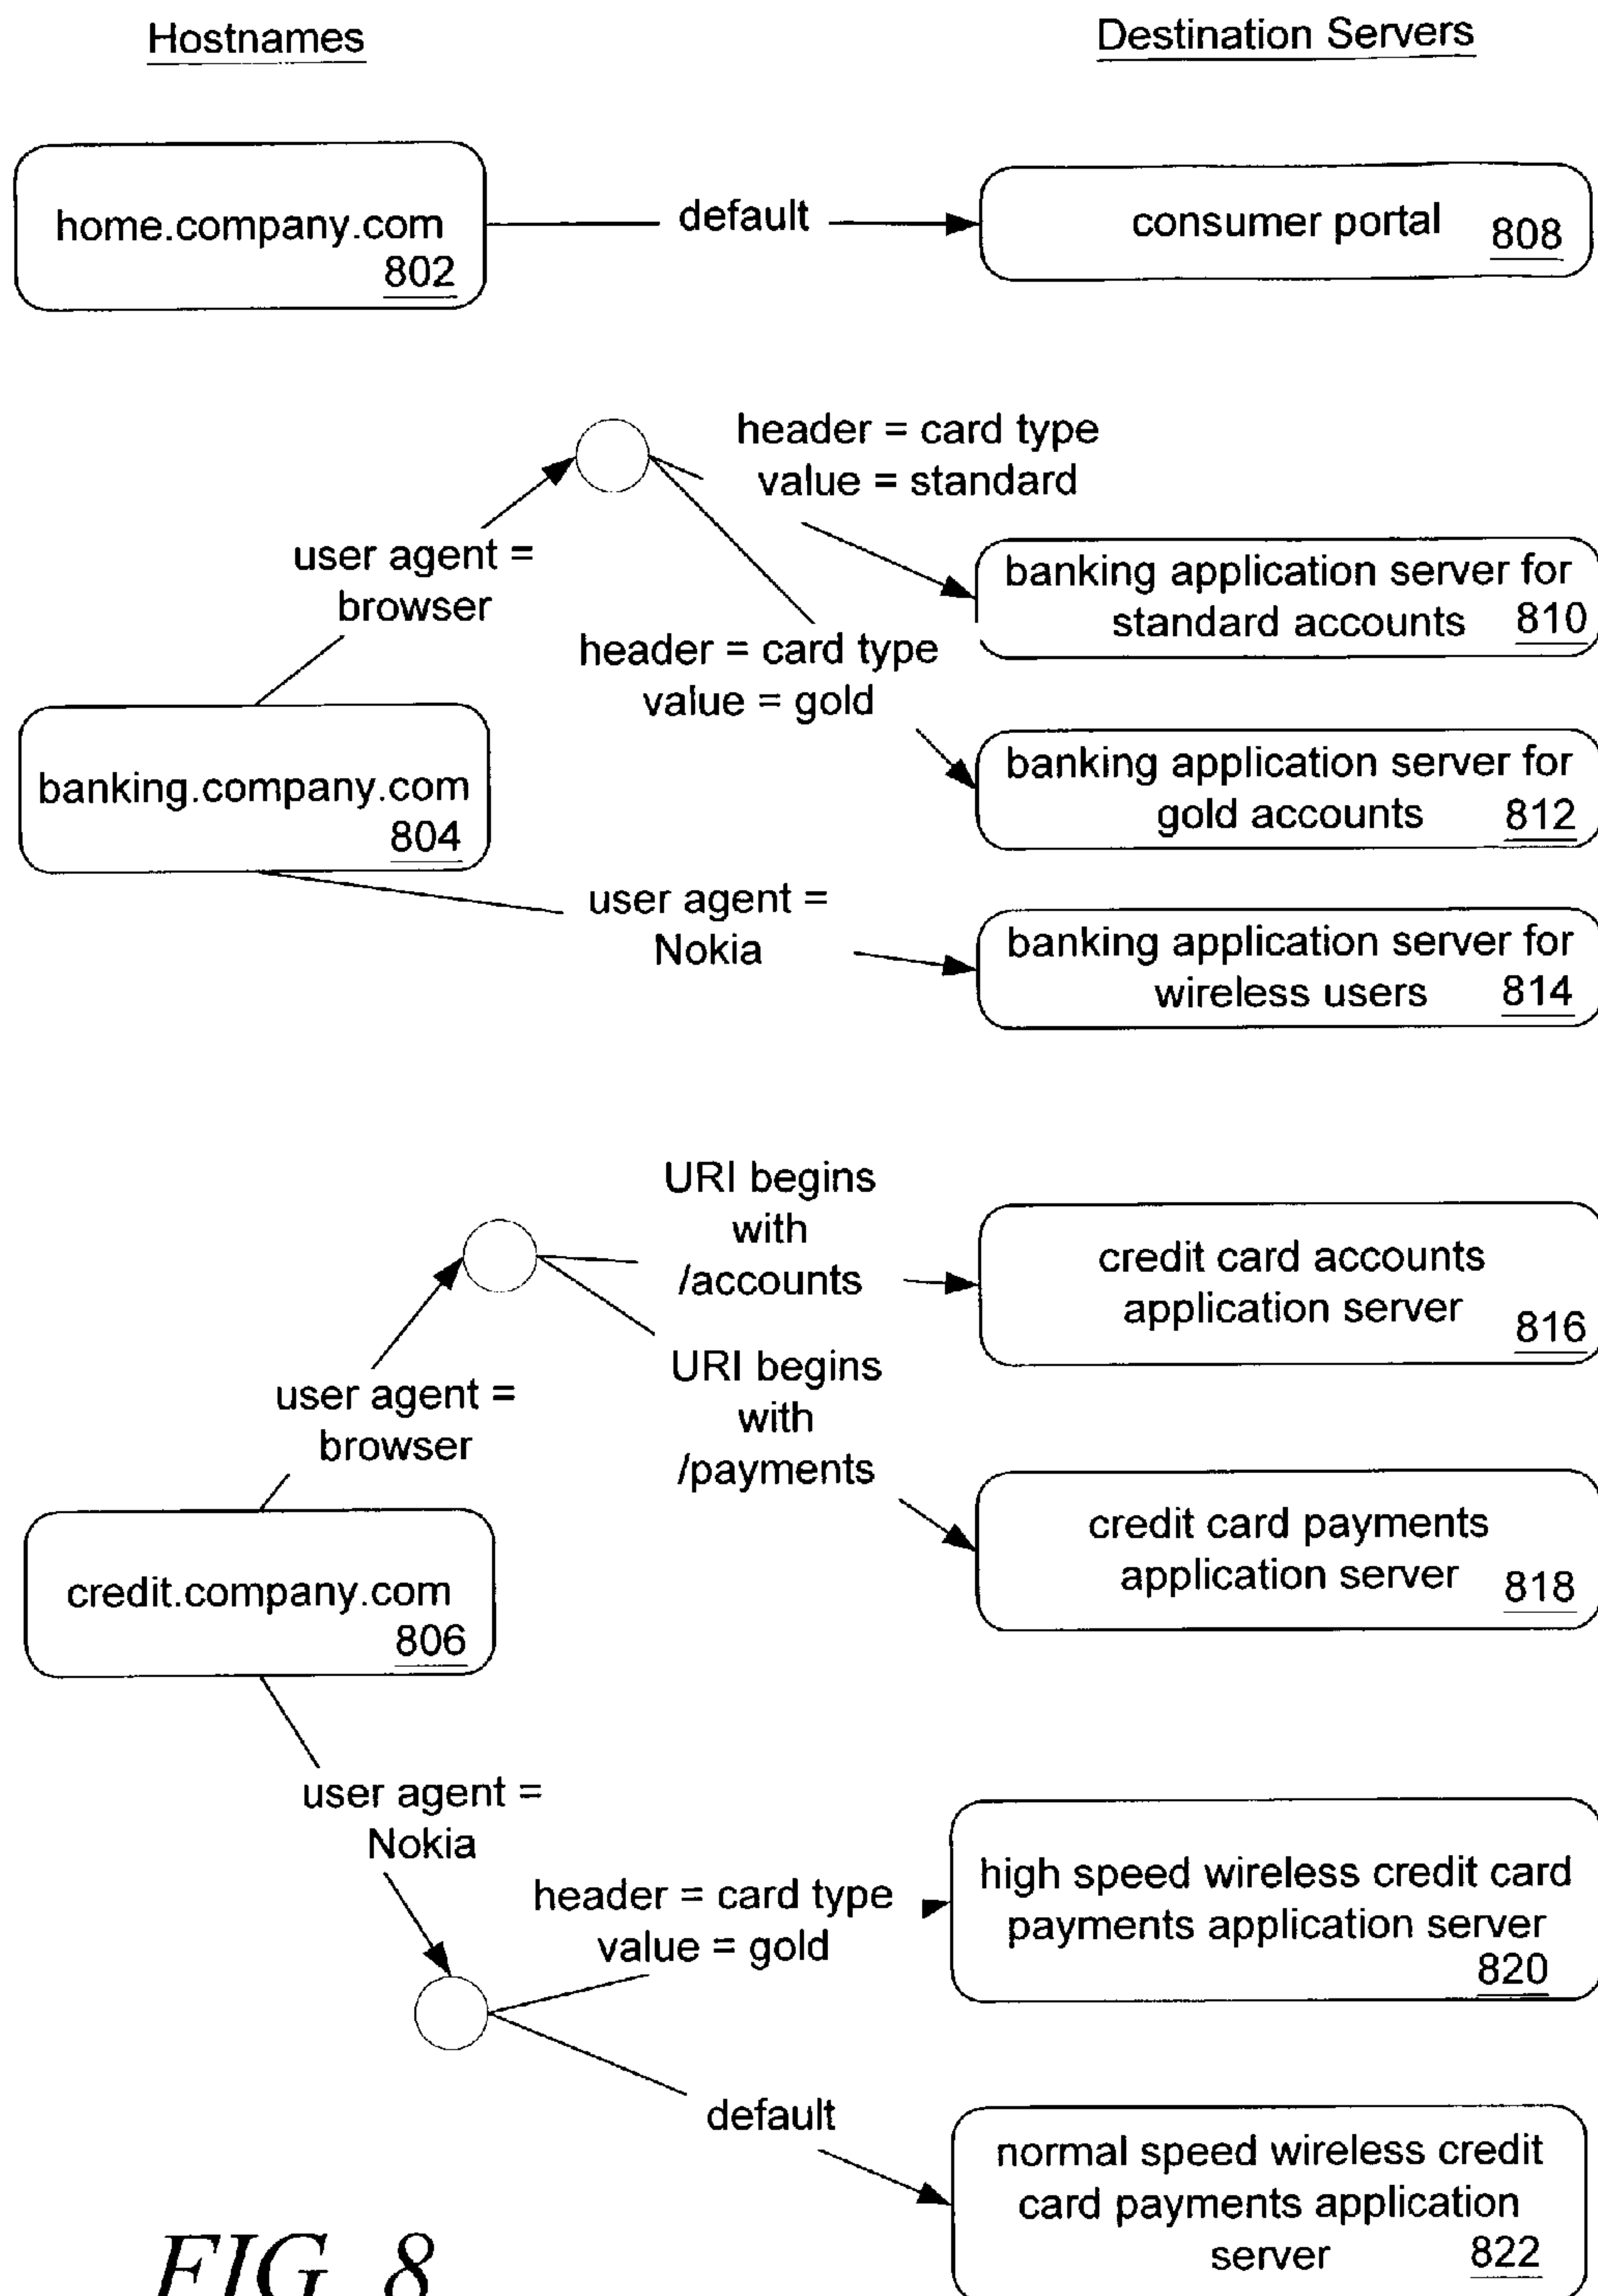 Hostnames
Destination Servers
home.company.com
802
default
consumer portal 808
header = card type
value = standard
user agent =
browser
banking application server for
standard accounts 810
header = card type
value = gold
banking.company.com
804
banking application server for
gold accounts 812
user agent =
Nokia
banking application server for
wireless users 814
URI begins
with
/accounts
credit card accounts
application server
816
URI begins
with
/payments
user agent =
browser
credit card payments
application server
818
credit.company.com
806
user agent =
Nokia
header = card type
value = gold
high speed wireless credit card
payments application server
820
default
normal speed wireless credit
card payments application
server 822
FIG 8